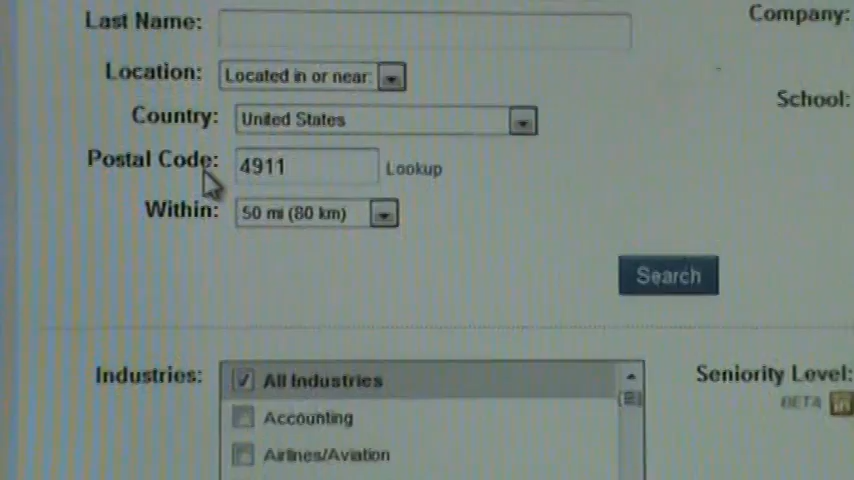 Last Name:
Company:
Location: Located in or near:
School:
Country: United States
Postal Code: 4911 Lookup
Within: 50 mi (80 km)
Search
Industries: All Industries
Seniority Level:
BETA in
Accounting
Airlines/Aviation